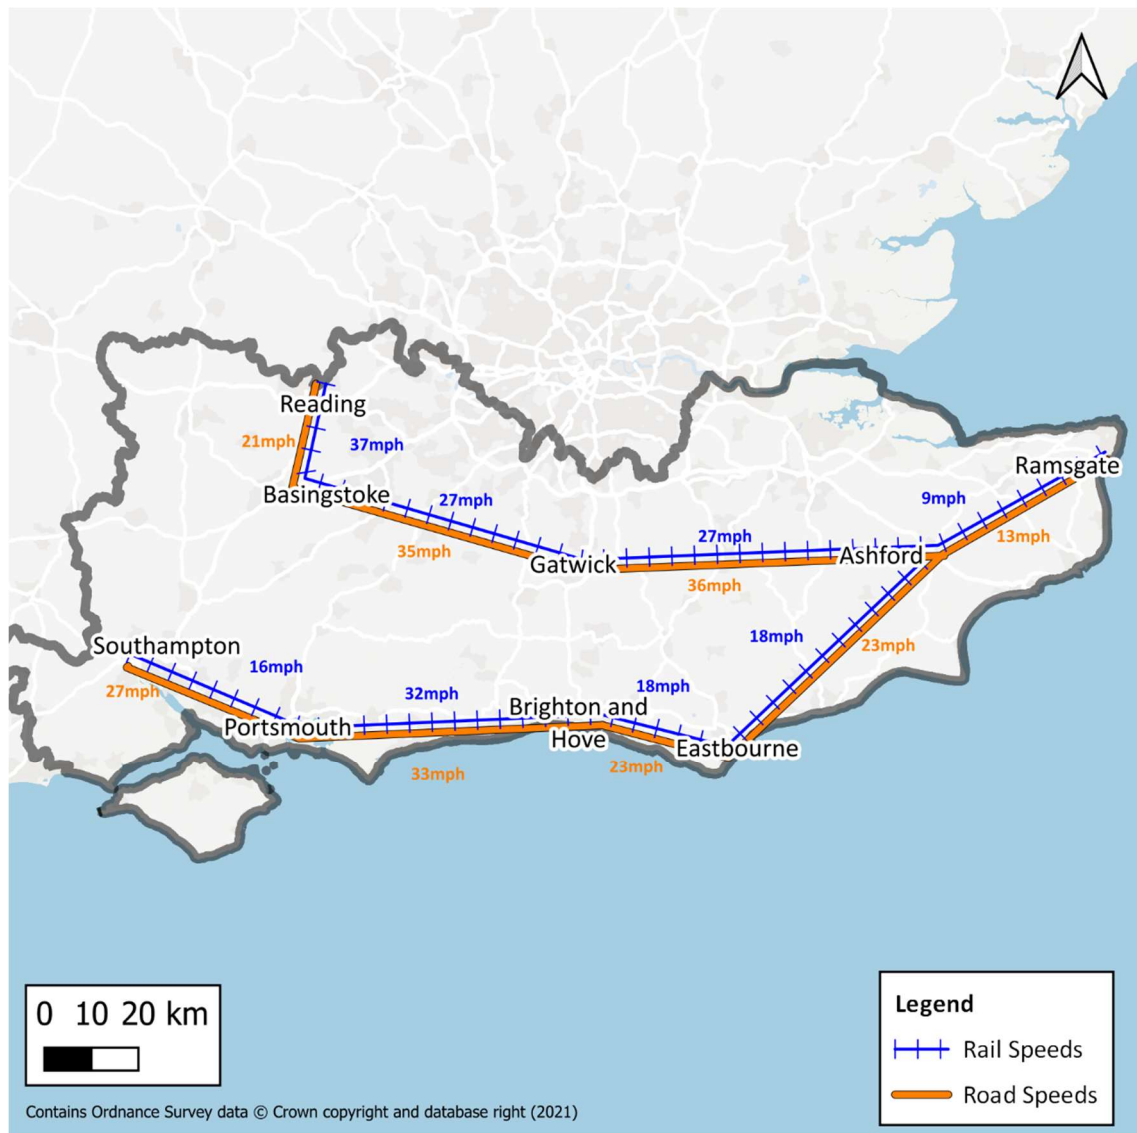 Reading
21mph
37mph
Basingstoke
27mph
35mph
Gatwick
27mph
36mph
Ashford
Ramsgate
9mph
13mph
18mph
23mph
Southampton
16mph
27mph
Portsmouth
32mph
33mph
Brighton and
Hove
18mph
23mph
Eastbourne
0 10 20 km
Legend
Rail Speeds
Road Speeds
Contains Ordnance Survey data © Crown copyright and database right (2021)